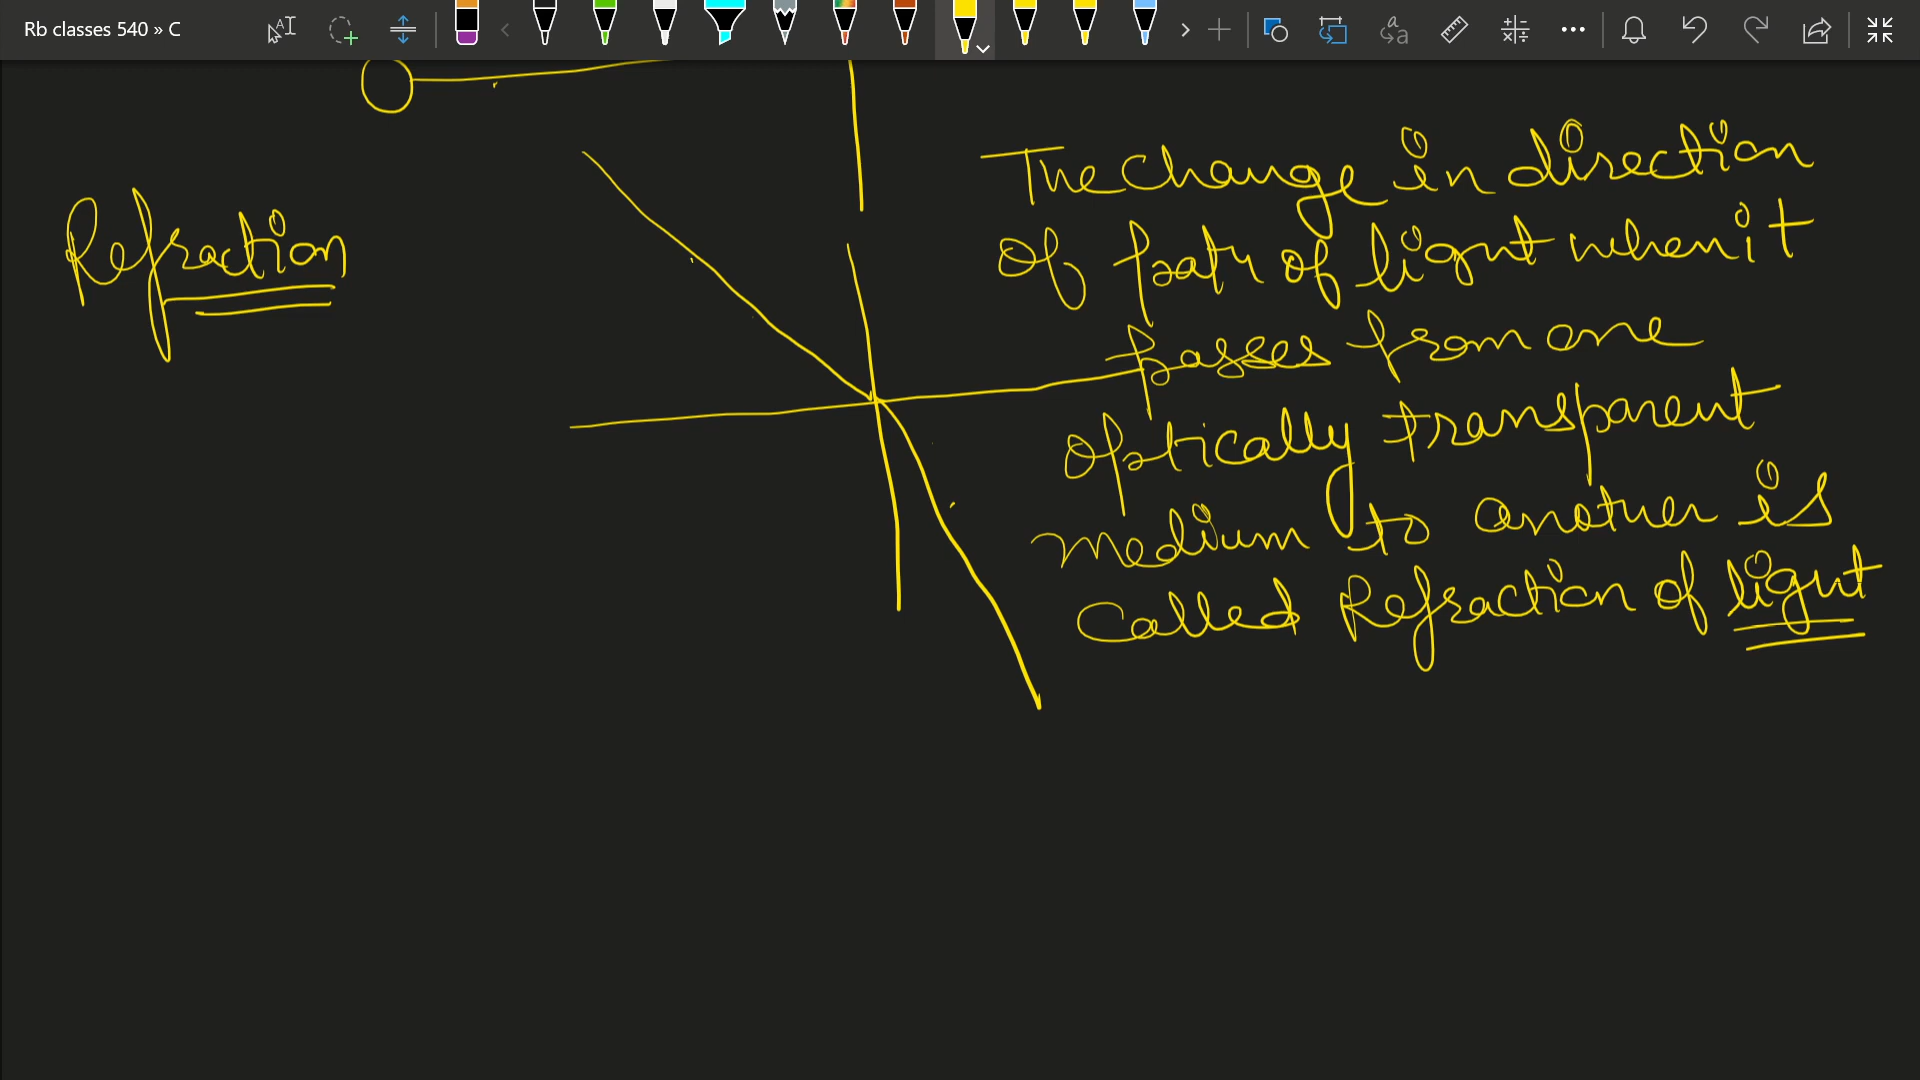 Rb classes 540 » C
Refraction
The change in direction
of path of light when it
passes from one
optically transparent
medium to another is
called Refraction of light